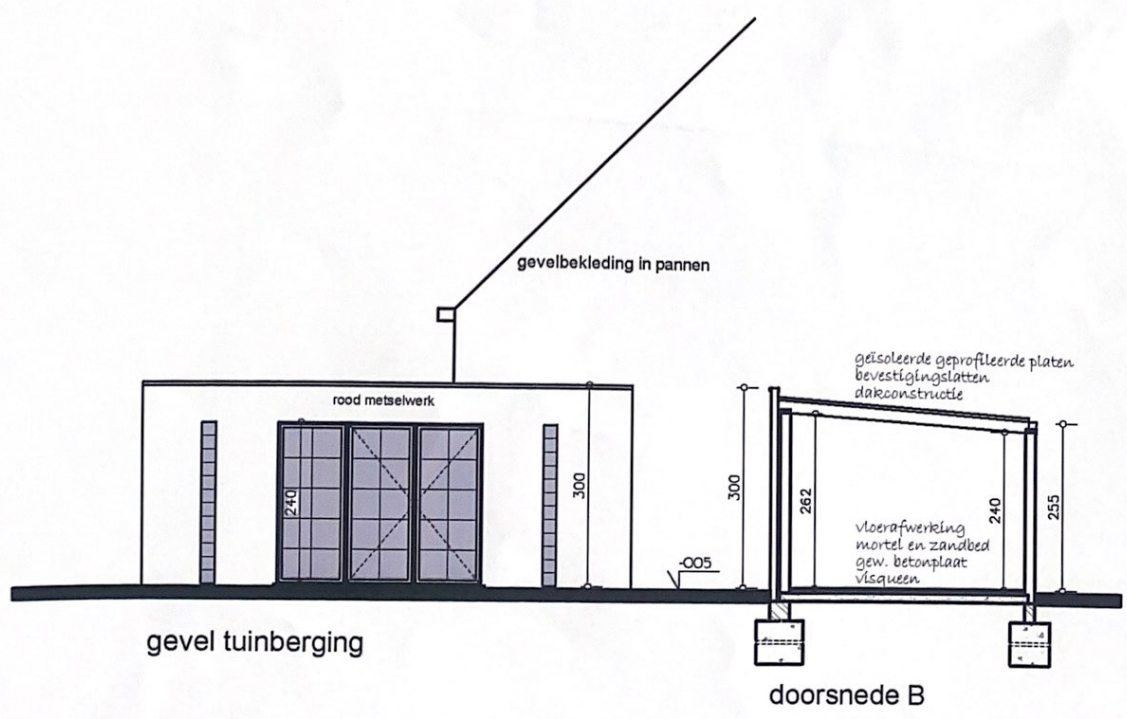 gevelbekleding in pannen
rood metselwerk
240
300
gevel tuinberging
-005
geïsoleerde geprofileerde platen
bevestigingslatten
dakconstructie
300
262
240
255
vloerafwerking
mortel en zandbed
gew. betonplaat
visqueen
doorsnede B